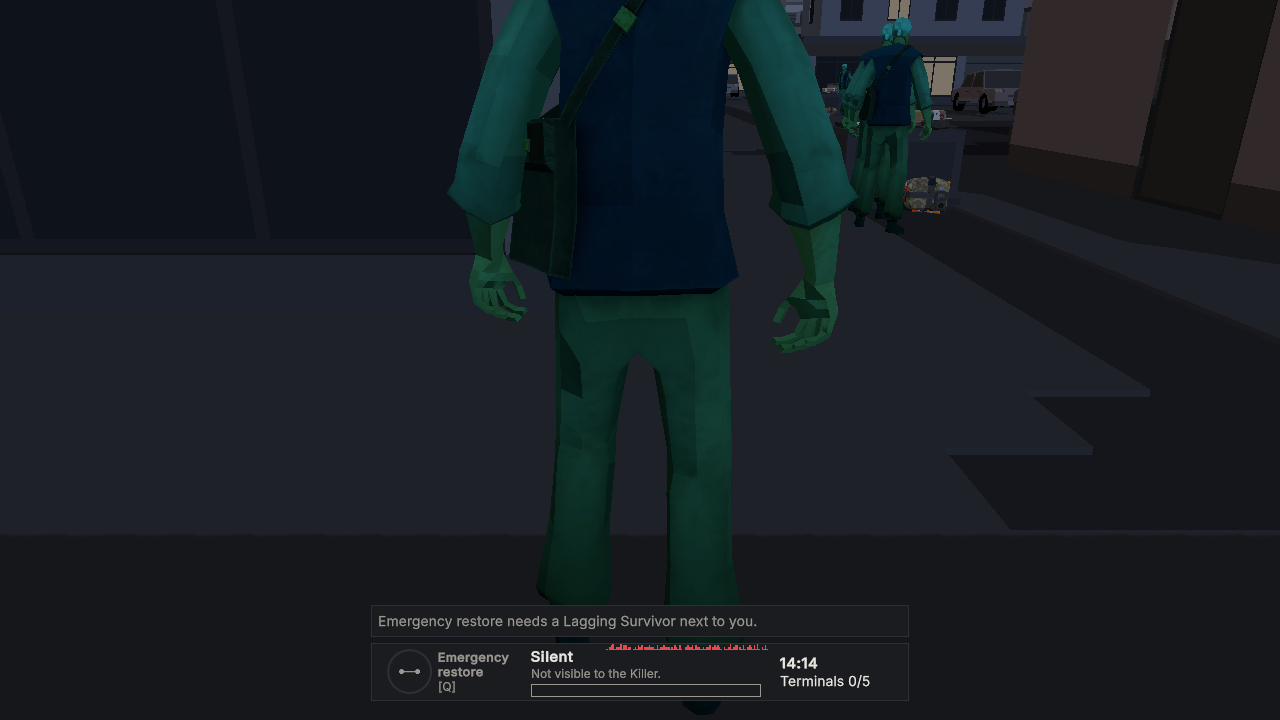 Emergency restore needs a Lagging Survivor next to you.
Emergency
restore
[Q]
Silent
Not visible to the Killer.
14:14
Terminals 0/5